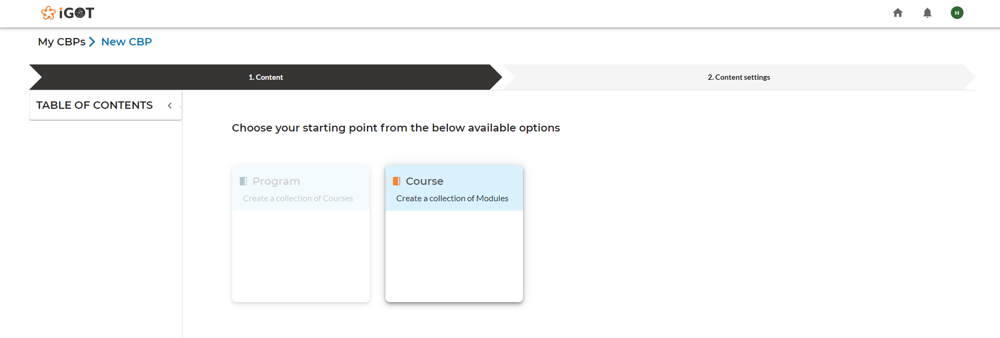 iGOT
H
My CBPs
New CBP
1. Content
2. Content settings
TABLE OF CONTENTS
Choose your starting point from the below available options
Program
Create a collection of Courses
Course
Create a collection of Modules